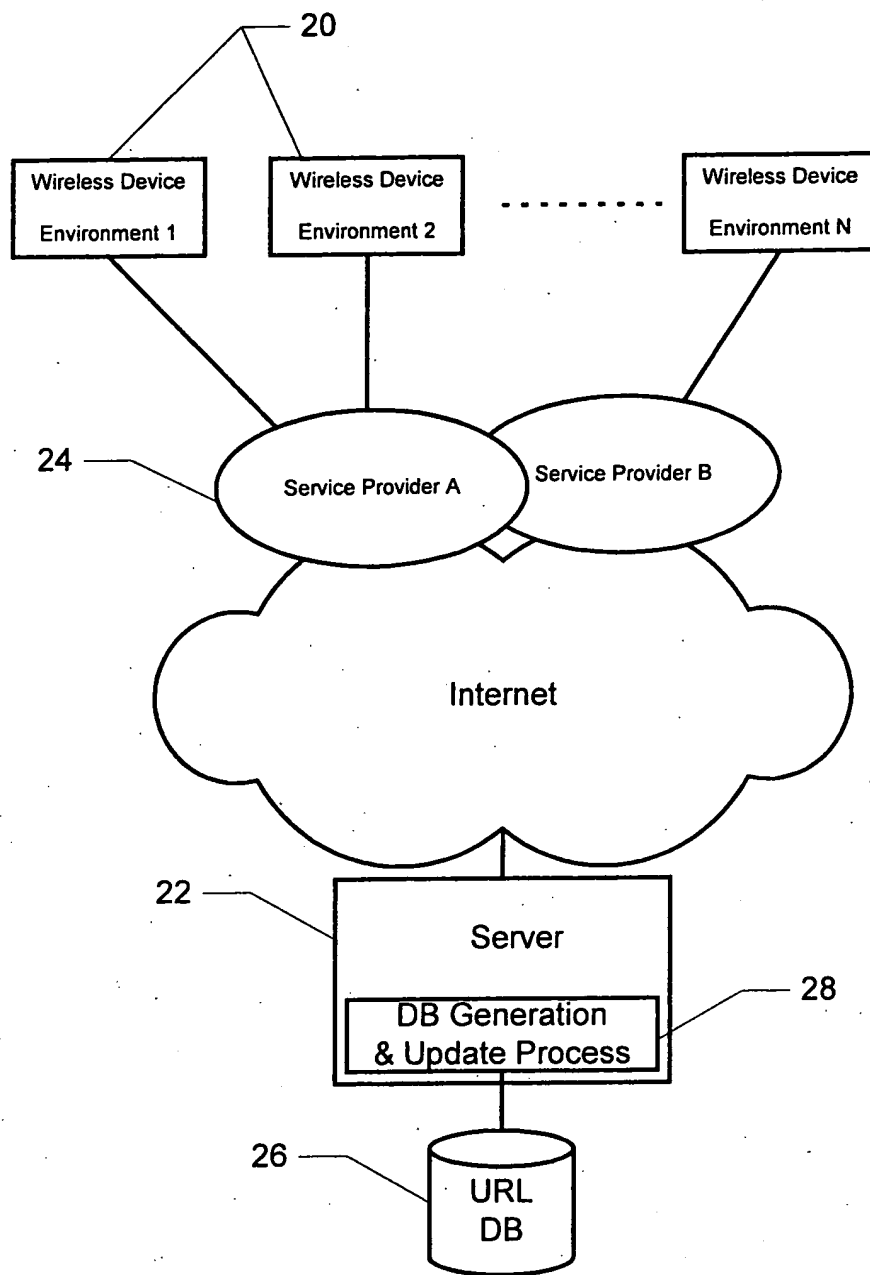 20
Wireless Device
Environment 1
Wireless Device
Environment 2
Wireless Device
Environment N
24
Service Provider A
Service Provider B
Internet
22
Server
28
DB Generation
& Update Process
26
URL
DB